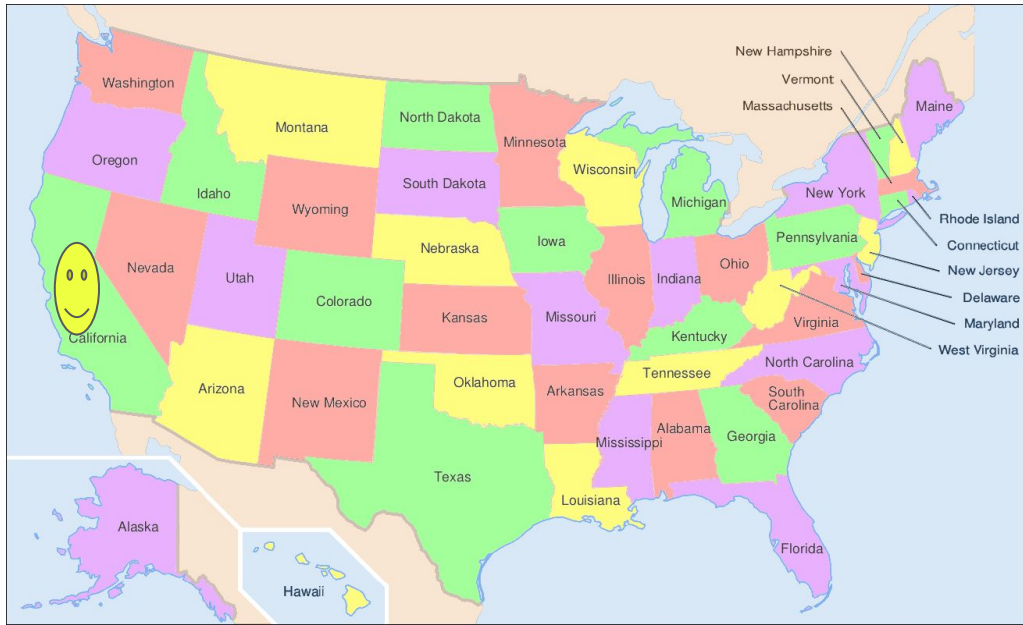 New Hampshire
Vermont
Massachusetts
Washington
Maine
Montana
North Dakota
Minnesota
Oregon
Wisconsin
South Dakota
Idaho
Michigan
New York
Wyoming
Rhode Island
Pennsylvania
Iowa
Connecticut
Nebraska
Ohio
Nevada
New Jersey
Utah
Illinois
Indiana
Colorado
Delaware
Kansas
Missouri
Maryland
Virginia
California
Kentucky
West Virginia
North Carolina
Tennessee
Oklahoma
Arizona
Arkansas
South
Carolina
New Mexico
Alabama
Georgia
Mississippi
Texas
Louisiana
Alaska
Florida
Hawaii